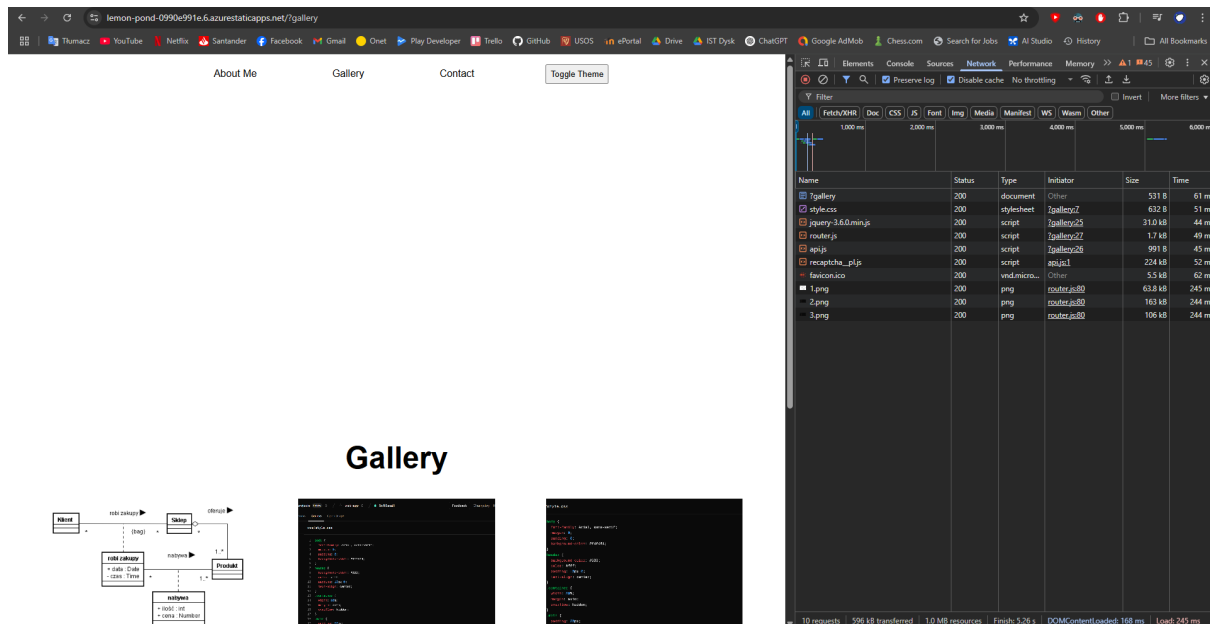 lemon-pond-0990e991e.6.azurestaticapps.net/?gallery
Tłumacz YouTube Netflix Santander Facebook Gmail Onet Play Developer Trello GitHub USOS ePortal Drive IST Dysk ChatGPT Google AdMob Chess.com Search for Jobs AI Studio History All Bookmarks
About Me Gallery Contact Toggle Theme
Elements Console Sources Network Performance Memory 1 45
Preserve log Disable cache No throttling
Filter Invert More filters
All Fetch/XHR Doc CSS JS Font Img Media Manifest WS Wasm Other
1,000 ms 2,000 ms 3,000 ms 4,000 ms 5,000 ms 6,000 m
Name Status Type Initiator Size Time
?gallery 200 document Other 531 B 61 m
style.css 200 stylesheet ?gallery:7 632 B 51 m
jquery-3.6.0.min.js 200 script ?gallery:25 31.0 kB 44 m
router.js 200 script ?gallery:27 1.7 kB 49 m
api.js 200 script ?gallery:26 991 B 45 m
recaptcha__pl.js 200 script api.js:1 224 kB 52 m
favicon.ico 200 vnd.micro... Other 5.5 kB 62 m
1.png 200 png router.js:80 63.8 kB 245 m
2.png 200 png router.js:80 163 kB 244 m
3.png 200 png router.js:80 106 kB 244 m
Gallery
robi zakupy oferuje
Klient Sklep
* {bag} * *
robi zakupy nabywa 1..*
+ data : Date Produkt
- czas : Time * 1..*
nabywa
+ ilość : int
+ cena : Number
10 requests 596 kB transferred 1.0 MB resources Finish: 5.26 s DOMContentLoaded: 168 ms Load: 245 ms